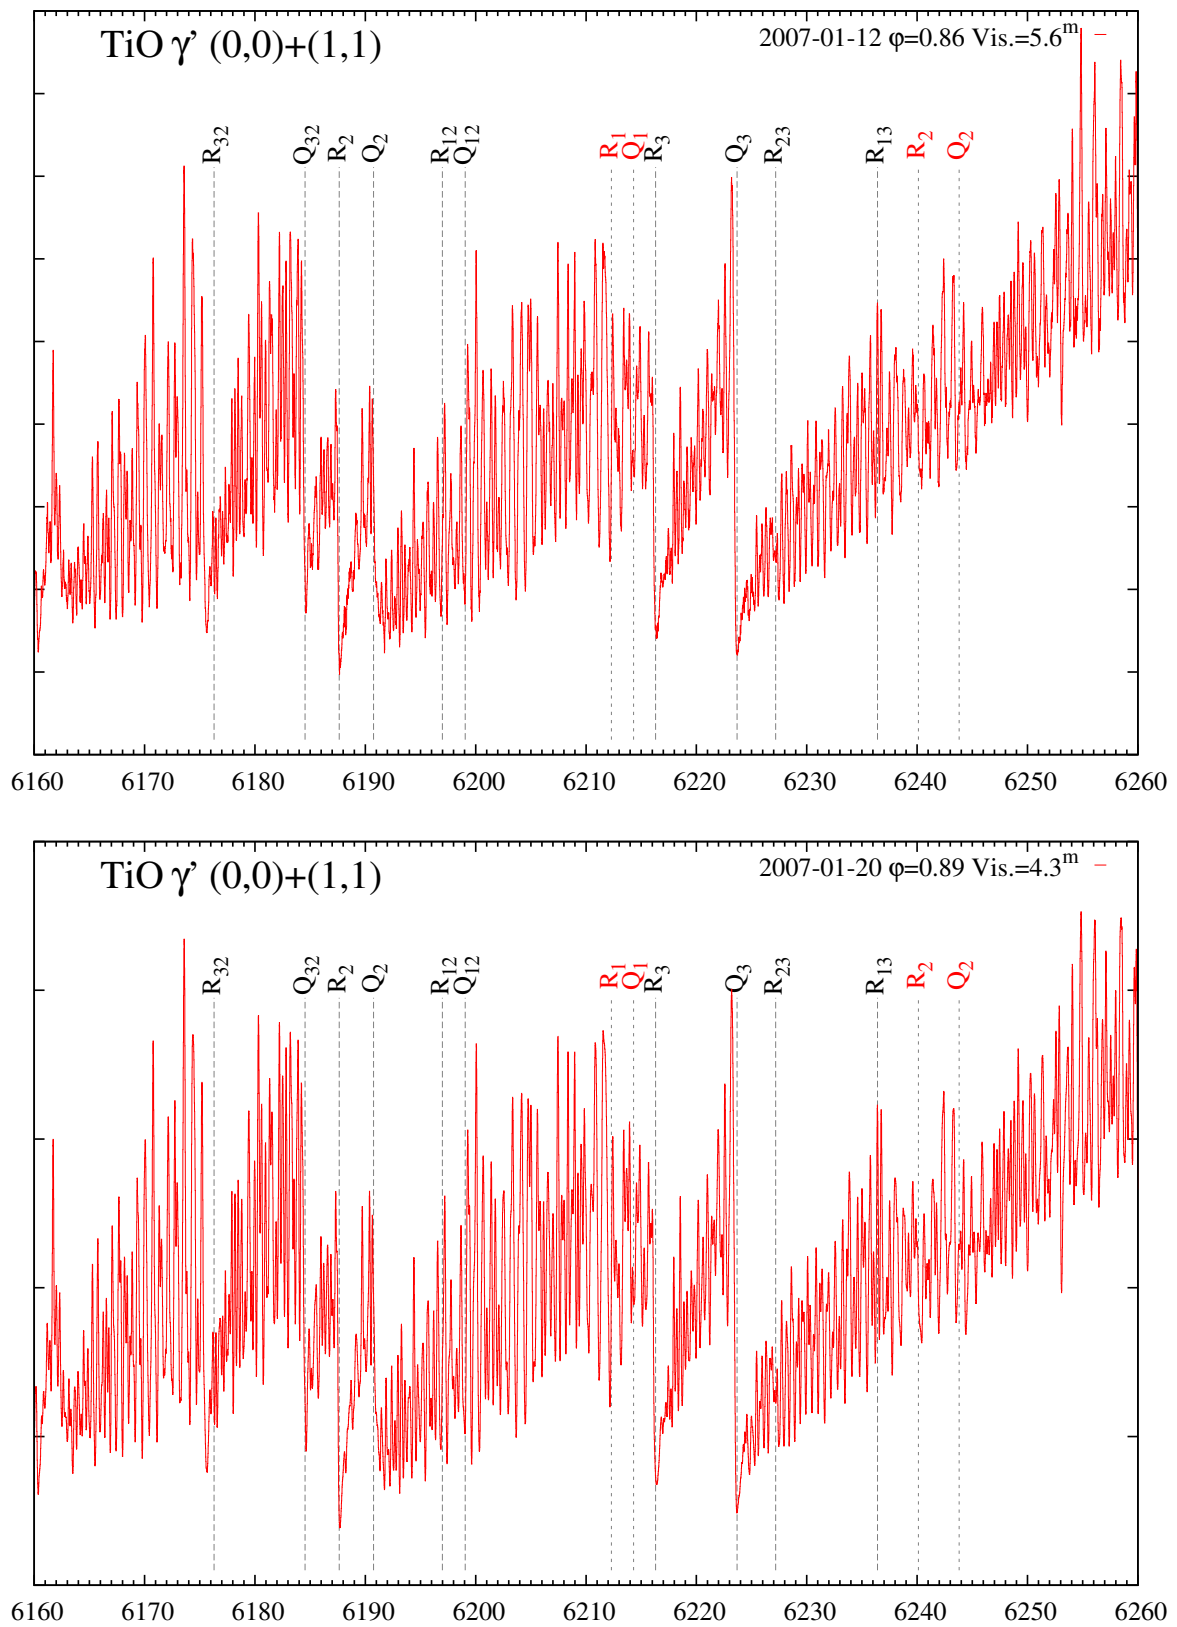 TiO γ’ (0,0)+(1,1)
2007-01-12 φ=0.86 Vis.=5.6m
R32 Q32 R2 Q2 R12 Q12 R1 Q1 R3 Q3 R23 R13 R2 Q2
6160 6170 6180 6190 6200 6210 6220 6230 6240 6250 6260
TiO γ’ (0,0)+(1,1)
2007-01-20 φ=0.89 Vis.=4.3m
R32 Q32 R2 Q2 R12 Q12 R1 Q1 R3 Q3 R23 R13 R2 Q2
6160 6170 6180 6190 6200 6210 6220 6230 6240 6250 6260